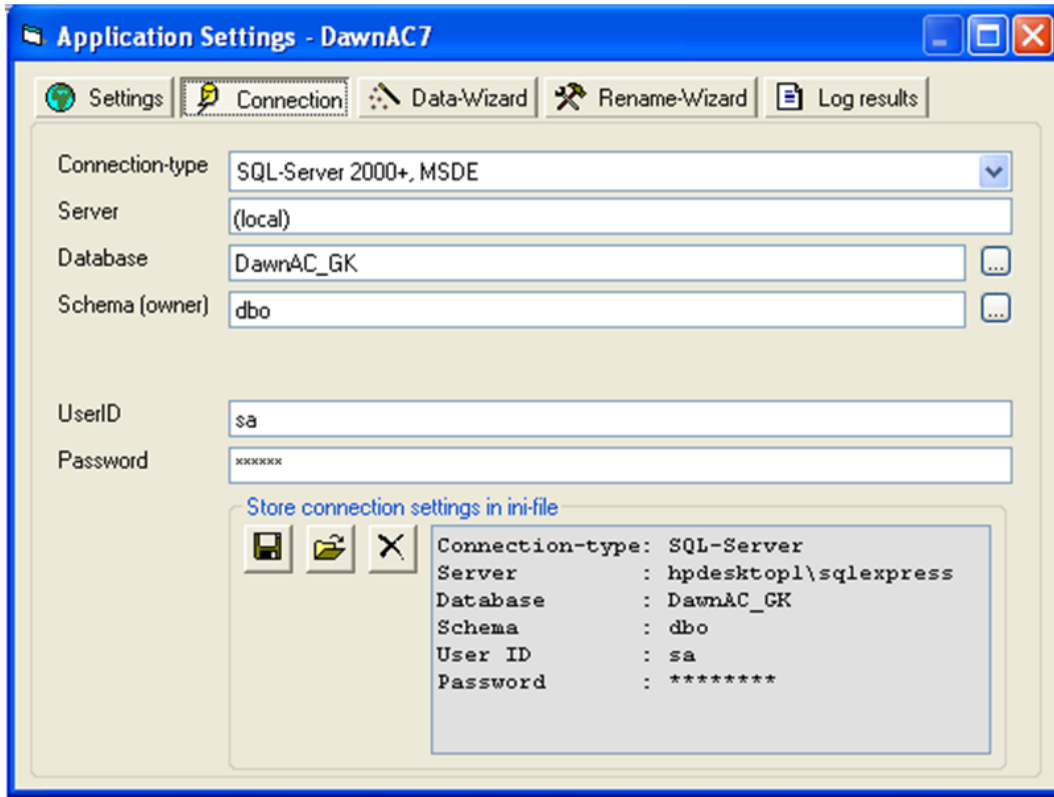 Application Settings - DawnAC7
Settings Connection Data-Wizard Rename-Wizard Log results
Connection-type SQL-Server 2000+, MSDE
Server (local)
Database DawnAC_GK ...
Schema (owner) dbo ...
UserID sa
Password ××××××
Store connection settings in ini-file
Connection-type: SQL-Server
Server : hpdesktop1\sqlexpress
Database : DawnAC_GK
Schema : dbo
User ID : sa
Password : ********